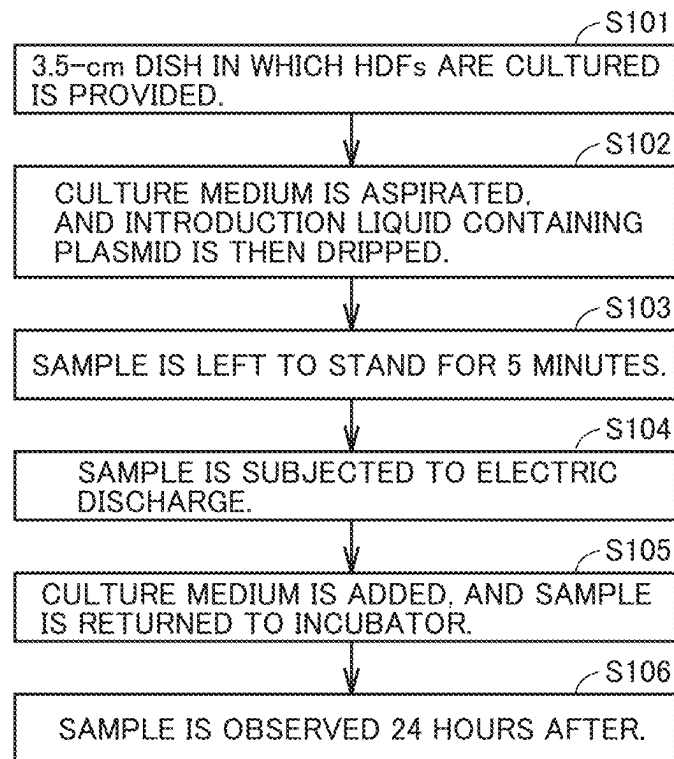 S101
3.5-cm DISH IN WHICH HDFs ARE CULTURED
IS PROVIDED.
S102
CULTURE MEDIUM IS ASPIRATED,
AND INTRODUCTION LIQUID CONTAINING
PLASMID IS THEN DRIPPED.
S103
SAMPLE IS LEFT TO STAND FOR 5 MINUTES.
S104
SAMPLE IS SUBJECTED TO ELECTRIC
DISCHARGE.
S105
CULTURE MEDIUM IS ADDED, AND SAMPLE
IS RETURNED TO INCUBATOR.
S106
SAMPLE IS OBSERVED 24 HOURS AFTER.